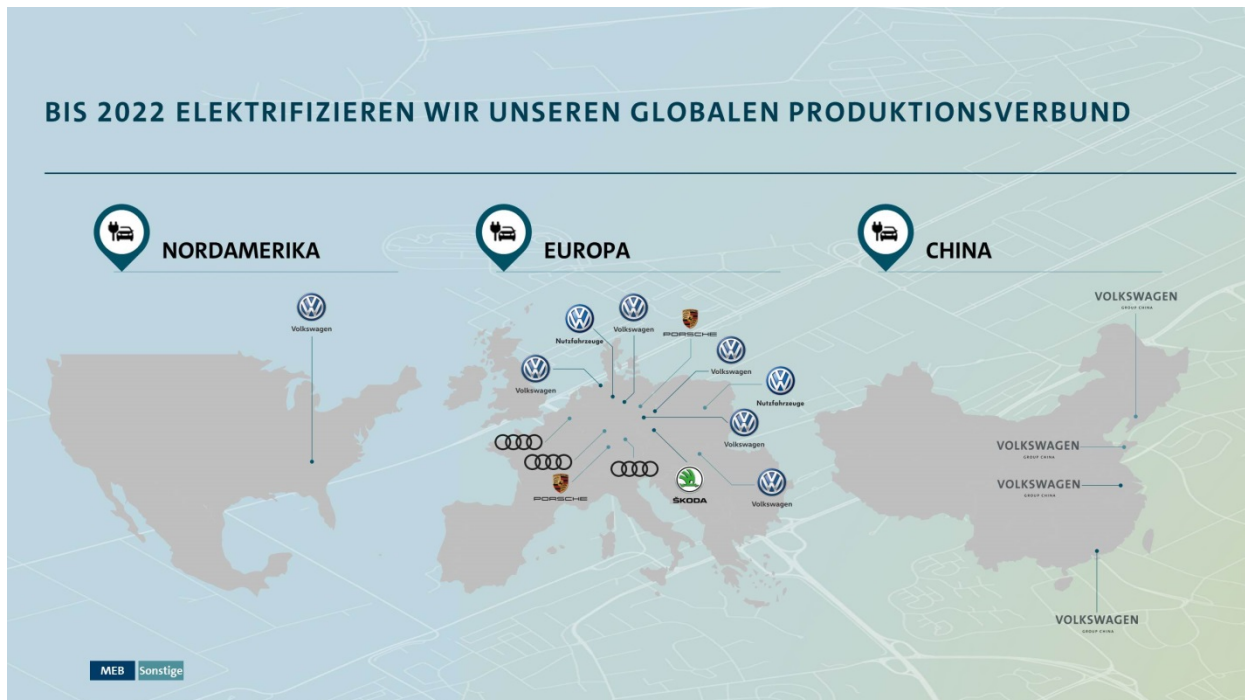 BIS 2022 ELEKTRIFIZIEREN WIR UNSEREN GLOBALEN PRODUKTIONSVERBUND
NORDAMERIKA
EUROPA
CHINA
Volkswagen
Nutzfahrzeuge
Volkswagen
PORSCHE
Volkswagen
Volkswagen
Nutzfahrzeuge
Volkswagen
PORSCHE
ŠKODA
Volkswagen
VOLKSWAGEN
GROUP CHINA
VOLKSWAGEN
GROUP CHINA
VOLKSWAGEN
GROUP CHINA
VOLKSWAGEN
GROUP CHINA
MEB
Sonstige